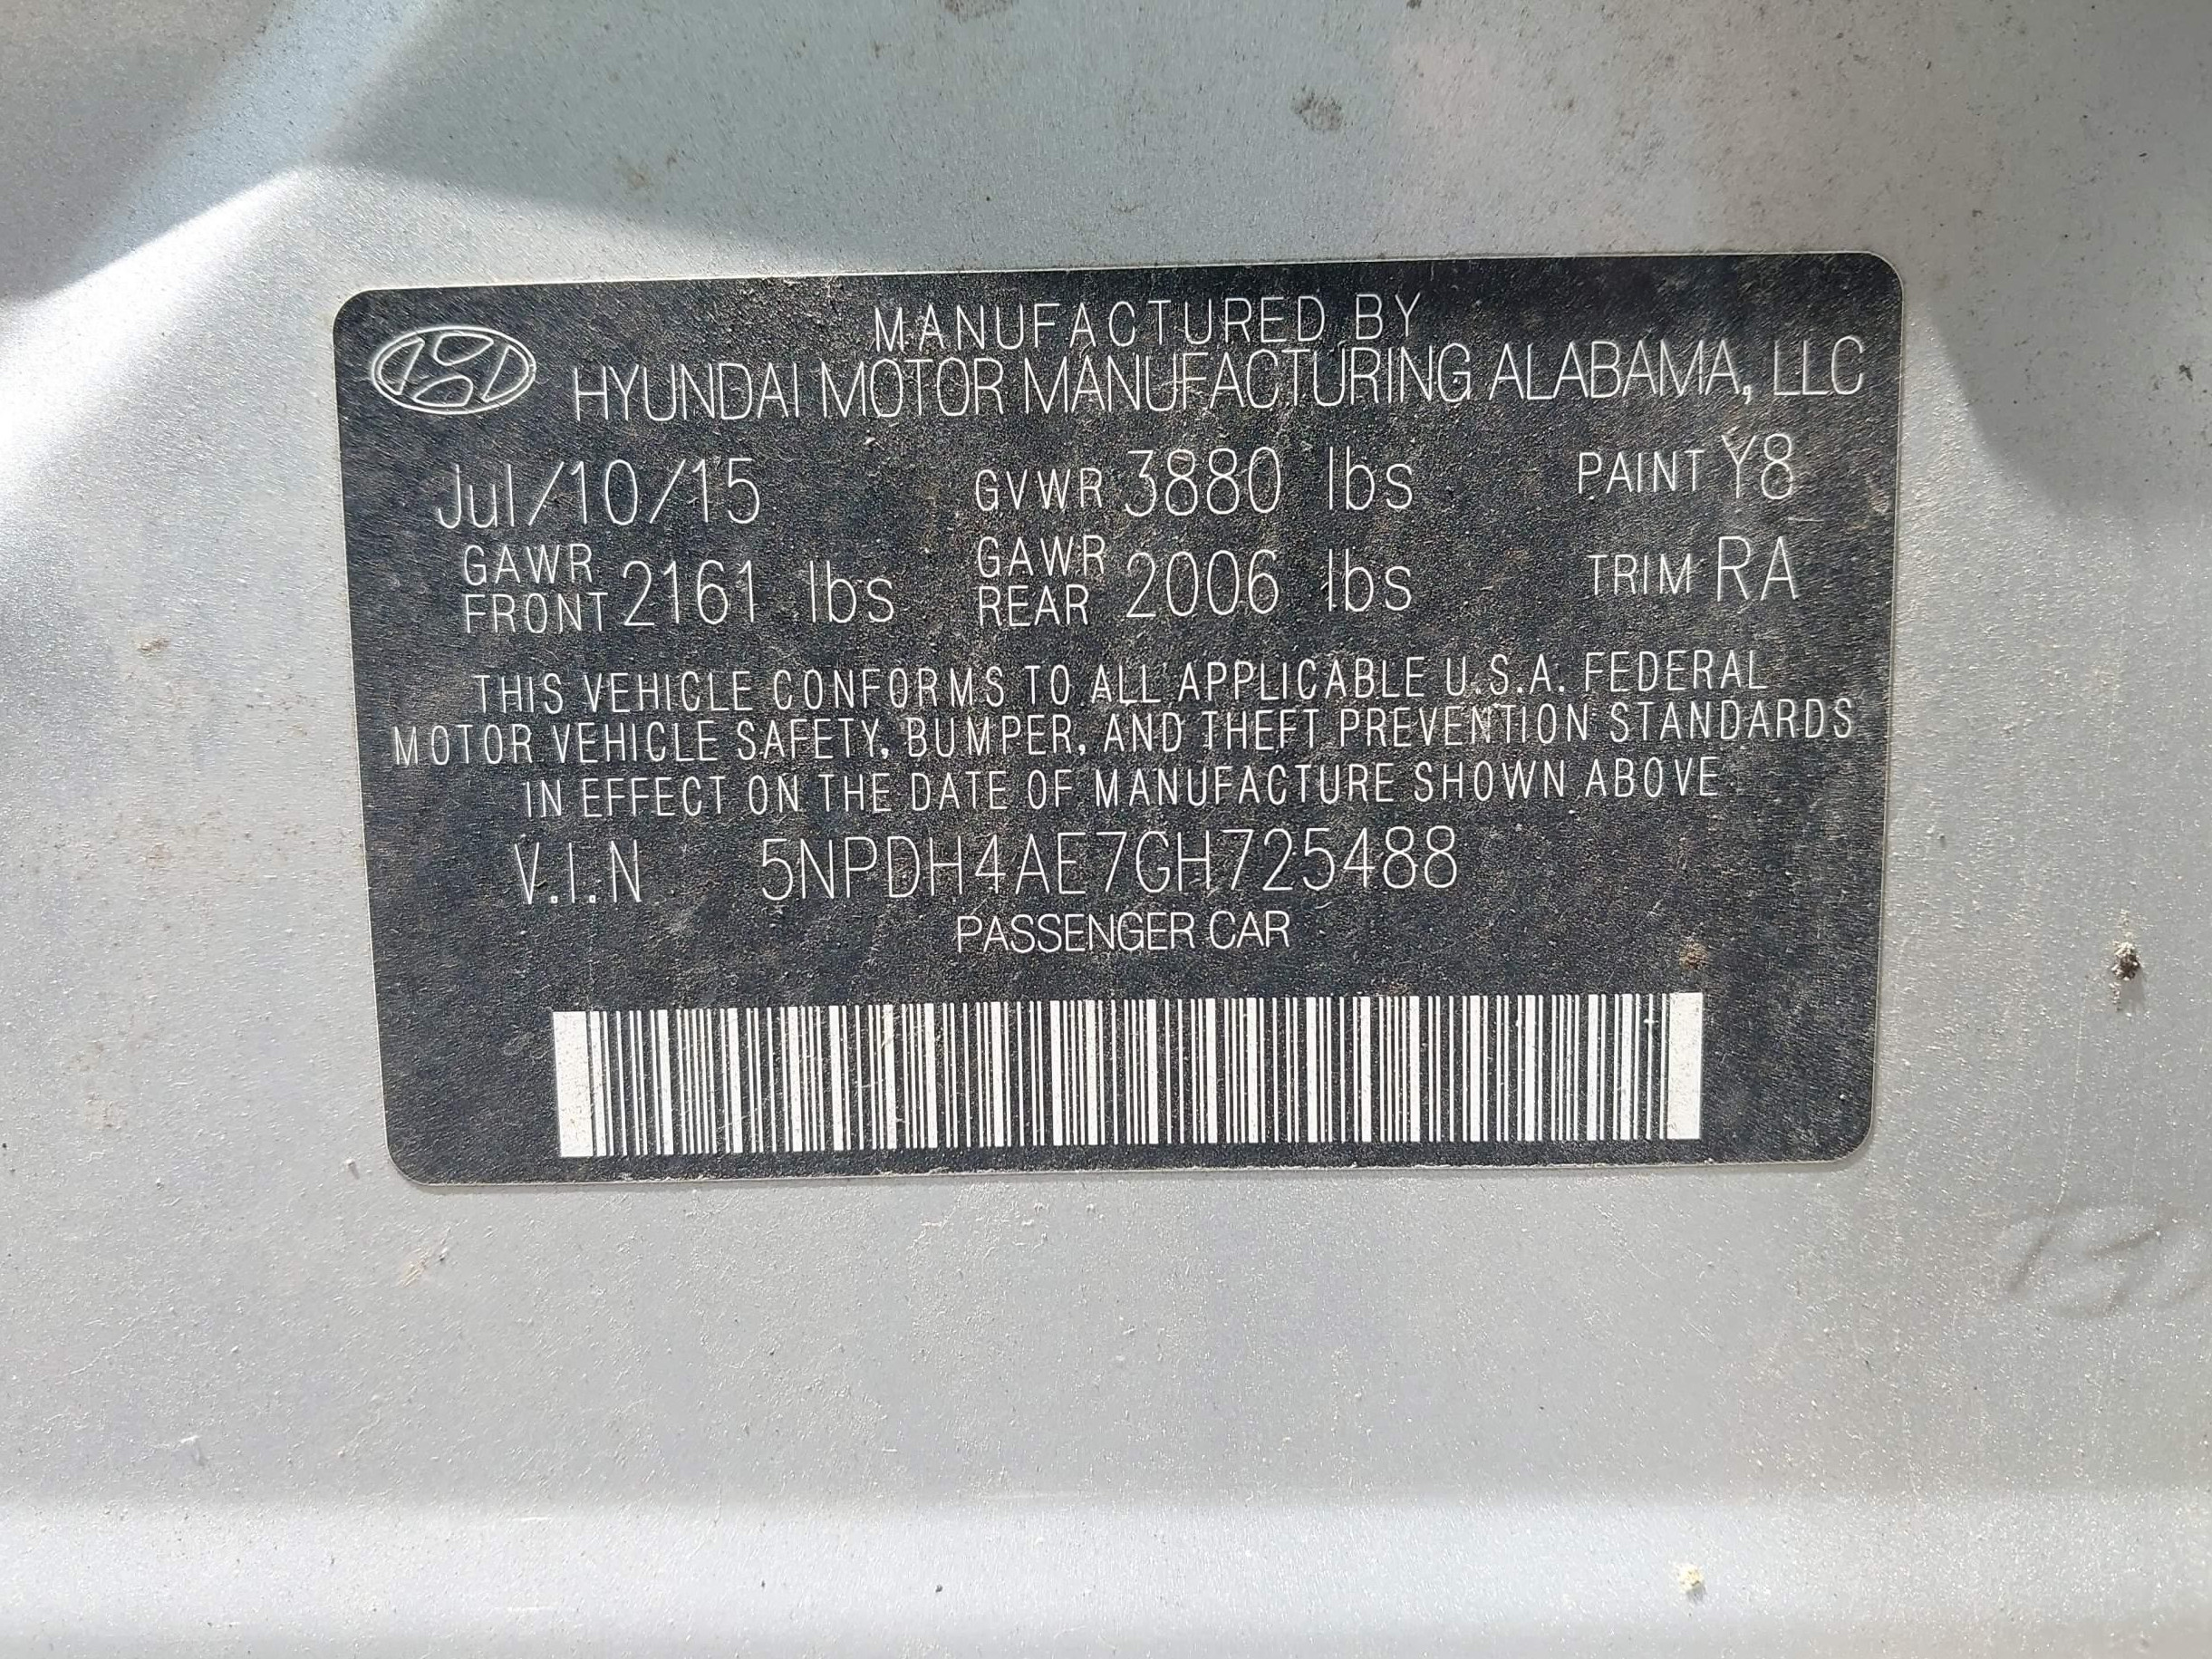 MANUFACTURED BY
HYUNDAI MOTOR MANUFACTURING ALABAMA, LLC
Jul/10/15 GVWR 3880 lbs PAINT Y8
GAWR FRONT 2161 lbs GAWR REAR 2006 lbs TRIM RA
THIS VEHICLE CONFORMS TO ALL APPLICABLE U.S.A. FEDERAL
MOTOR VEHICLE SAFETY, BUMPER, AND THEFT PREVENTION STANDARDS
IN EFFECT ON THE DATE OF MANUFACTURE SHOWN ABOVE
V.I.N 5NPDH4AE7GH725488
PASSENGER CAR